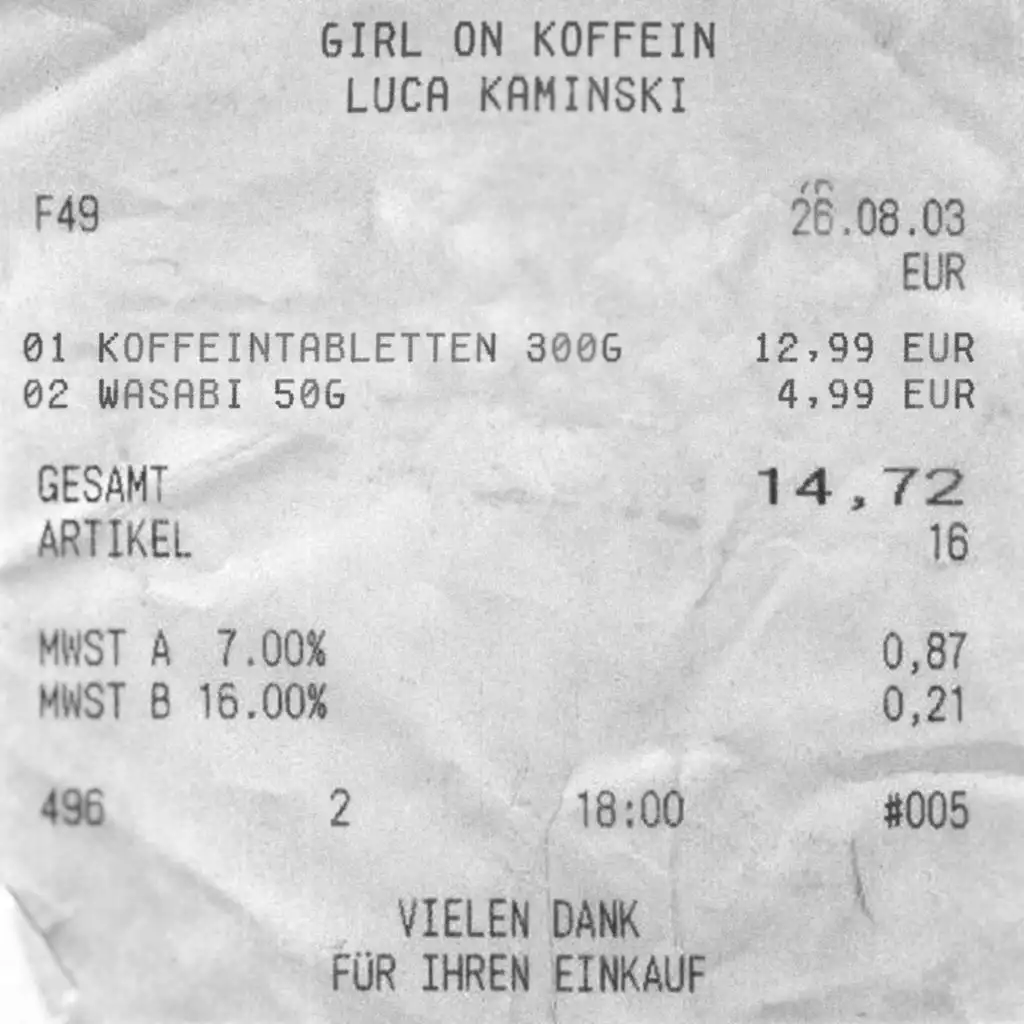 GIRL ON KOFFEIN
LUCA KAMINSKI
F49 26.08.03
EUR
01 KOFFEINTABLETTEN 300G 12,99 EUR
02 WASABI 50G 4,99 EUR
GESAMT 14,72
ARTIKEL 16
MWST A 7.00% 0,87
MWST B 16.00% 0,21
496 2 18:00 #005
VIELEN DANK
FÜR IHREN EINKAUF